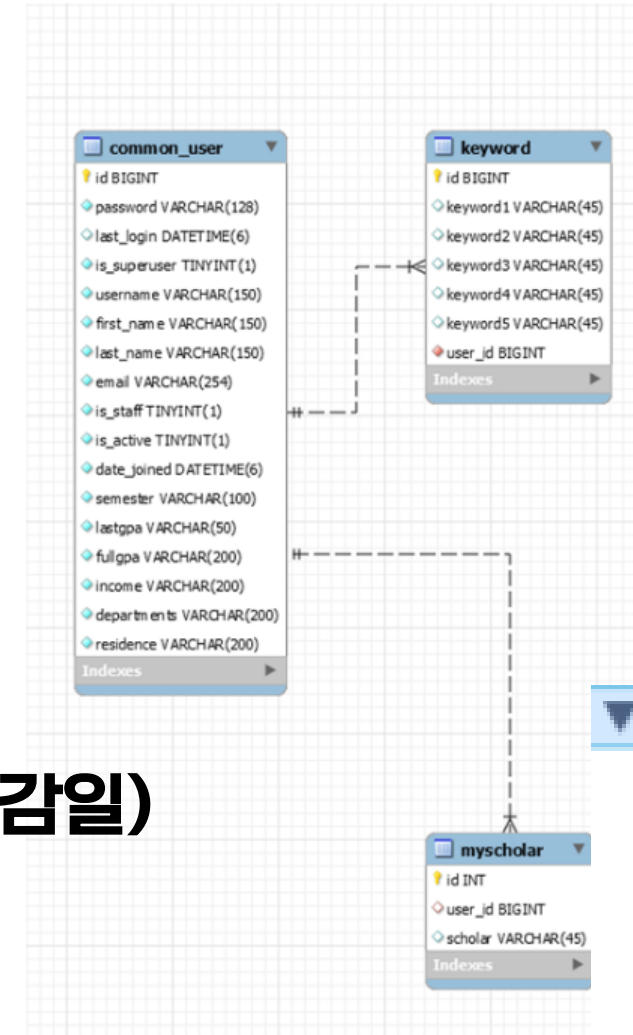 common_user
id BIGINT
password VARCHAR(128)
last_login DATETIME(6)
is_superuser TINYINT(1)
username VARCHAR(150)
first_name VARCHAR(150)
last_name VARCHAR(150)
email VARCHAR(254)
is_staff TINYINT(1)
is_active TINYINT(1)
date_joined DATETIME(6)
semester VARCHAR(100)
lastgpa VARCHAR(50)
fullgpa VARCHAR(200)
income VARCHAR(200)
departments VARCHAR(200)
residence VARCHAR(200)
Indexes
keyword
id BIGINT
keyword1 VARCHAR(45)
keyword2 VARCHAR(45)
keyword3 VARCHAR(45)
keyword4 VARCHAR(45)
keyword5 VARCHAR(45)
user_id BIGINT
Indexes
감일)
myscholar
id INT
user_id BIGINT
scholar VARCHAR(45)
Indexes